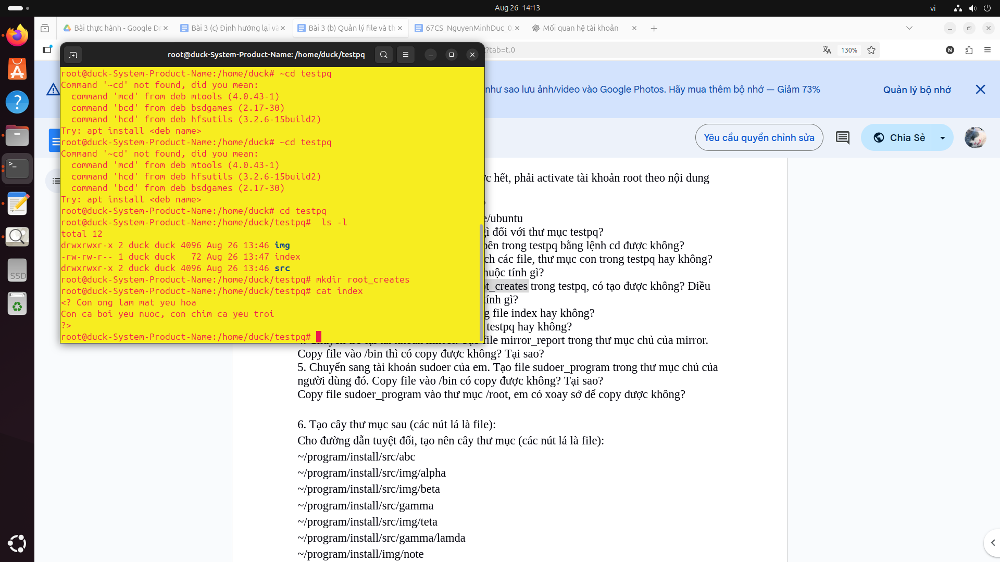 Aug 26 14:13
vi
Bài thực hành - Google Dr
Bài 3 (c) Định hướng lại và
Bài 3 (b) Quản lý file và th
67CS_NguyenMinhDuc_0
Mối quan hệ tài khoản
?tab=t.0
130%
N
root@duck-System-Product-Name: /home/duck/testpq
root@duck-System-Product-Name:/home/duck# ~cd testpq
Command '~cd' not found, did you mean:
  command 'mcd' from deb mtools (4.0.43-1)
  command 'bcd' from deb bsdgames (2.17-30)
  command 'hcd' from deb hfsutils (3.2.6-15build2)
Try: apt install <deb name>
root@duck-System-Product-Name:/home/duck# ~cd testpq
Command '~cd' not found, did you mean:
  command 'mcd' from deb mtools (4.0.43-1)
  command 'hcd' from deb hfsutils (3.2.6-15build2)
  command 'bcd' from deb bsdgames (2.17-30)
Try: apt install <deb name>
root@duck-System-Product-Name:/home/duck# cd testpq
root@duck-System-Product-Name:/home/duck/testpq#  ls -l
total 12
drwxrwxr-x 2 duck duck 4096 Aug 26 13:46 img
-rw-rw-r-- 1 duck duck   72 Aug 26 13:47 index
drwxrwxr-x 2 duck duck 4096 Aug 26 13:46 src
root@duck-System-Product-Name:/home/duck/testpq# mkdir root_creates
root@duck-System-Product-Name:/home/duck/testpq# cat index
<? Con ong lam mat yeu hoa
Con ca boi yeu nuoc, con chim ca yeu troi
?>
root@duck-System-Product-Name:/home/duck/testpq#
như sao lưu ảnh/video vào Google Photos. Hãy mua thêm bộ nhớ — Giảm 73%
Quản lý bộ nhớ
Yêu cầu quyền chỉnh sửa
Chia Sẻ
hết, phải activate tài khoản root theo nội dung
e/ubuntu
gì đối với thư mục testpq?
bên trong testpq bằng lệnh cd được không?
ch các file, thư mục con trong testpq hay không?
huộc tính gì?
ot_creates trong testpq, có tạo được không? Điều
tính gì?
g file index hay không?
testpq hay không?
file mirror_report trong thư mục chủ của mirror.
Copy file vào /bin thì có copy được không? Tại sao?
5. Chuyển sang tài khoản sudoer của em. Tạo file sudoer_program trong thư mục chủ của
người dùng đó. Copy file vào /bin có copy được không? Tại sao?
Copy file sudoer_program vào thư mục /root, em có xoay sở để copy được không?
6. Tạo cây thư mục sau (các nút lá là file):
Cho đường dẫn tuyệt đối, tạo nên cây thư mục (các nút lá là file):
~/program/install/src/abc
~/program/install/src/img/alpha
~/program/install/src/img/beta
~/program/install/src/gamma
~/program/install/src/img/teta
~/program/install/src/gamma/lamda
~/program/install/img/note
SSD